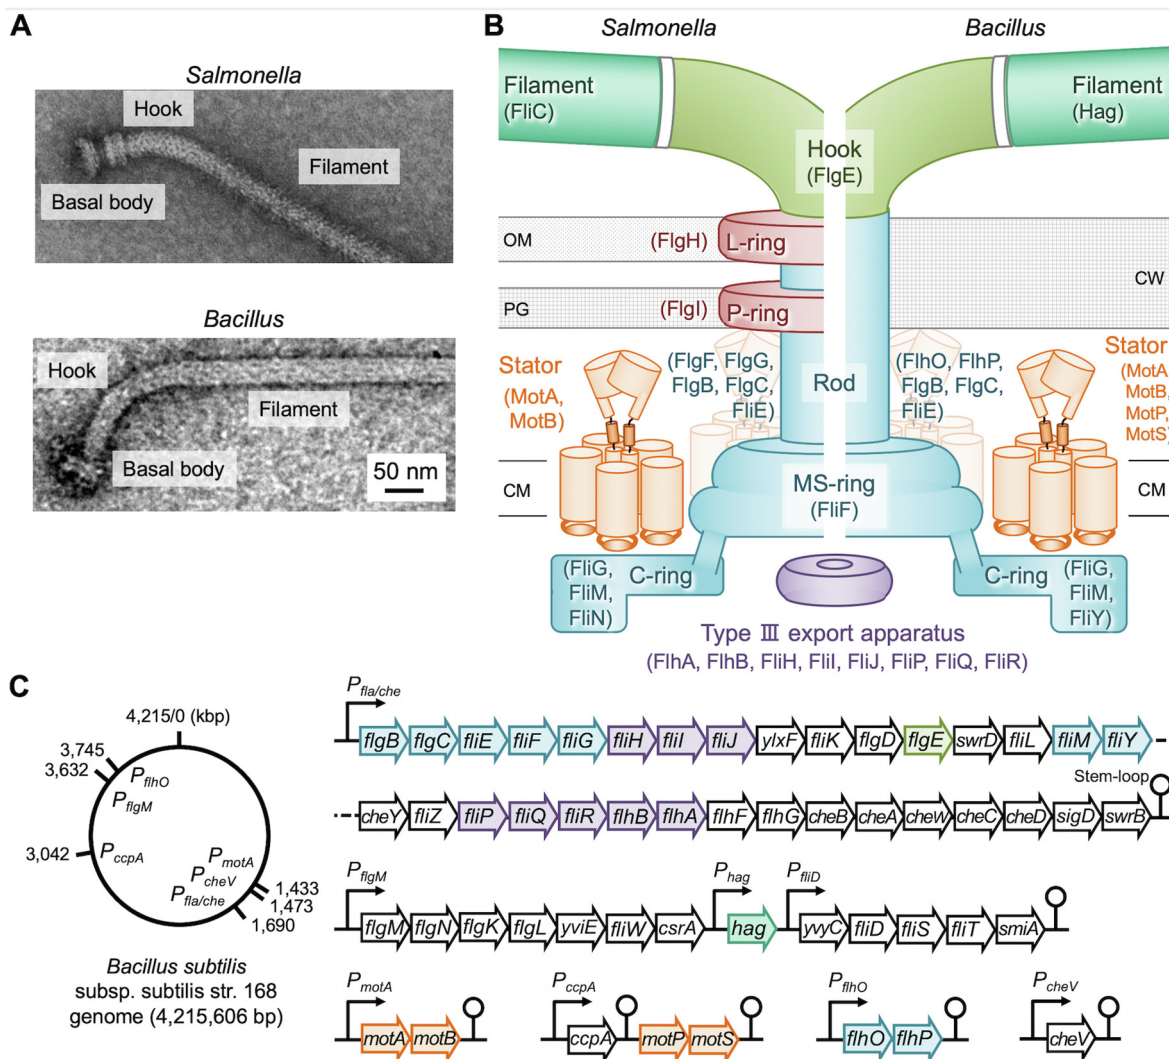 A
Salmonella
Hook
Filament
Basal body
Bacillus
Hook
Filament
Basal body
50 nm
B
Salmonella
Bacillus
Filament
(FliC)
Filament
(Hag)
Hook
(FlgE)
OM
(FlgH)
L-ring
CW
PG
(FlgI)
P-ring
Stator
(MotA,
MotB)
(FlgF, FlgG,
FlgB, FlgC,
FliE)
Rod
(FlhO, FlhP,
FlgB, FlgC,
FliE)
Stator
(MotA,
MotB,
MotP,
MotS)
CM
MS-ring
(FliF)
CM
(FliG,
FliM,
FliN)
C-ring
C-ring
(FliG,
FliM,
FliY)
Type III export apparatus
(FlhA, FlhB, FliH, FliI, FliJ, FliP, FliQ, FliR)
C
4,215/0 (kbp)
3,745
3,632
PflhO
PflgM
3,042
PccpA
PmotA
PcheV
Pfla/che
1,433
1,473
1,690
Bacillus subtilis
subsp. subtilis str. 168
genome (4,215,606 bp)
Pfla/che
flgB flgC fliE fliF fliG fliH fliI fliJ ylxF fliK flgD flgE swrD fliL fliM fliY
Stem-loop
cheY fliZ fliP fliQ fliR flhB flhA flhF flhG cheB cheA cheW cheC cheD sigD swrB
PflgM
Phag
PfliD
flgM flgN flgK flgL yviE fliW csrA hag yvyC fliD fliS fliT smiA
PmotA
PccpA
PflhO
PcheV
motA motB
ccpA motP motS
flhO flhP
cheV